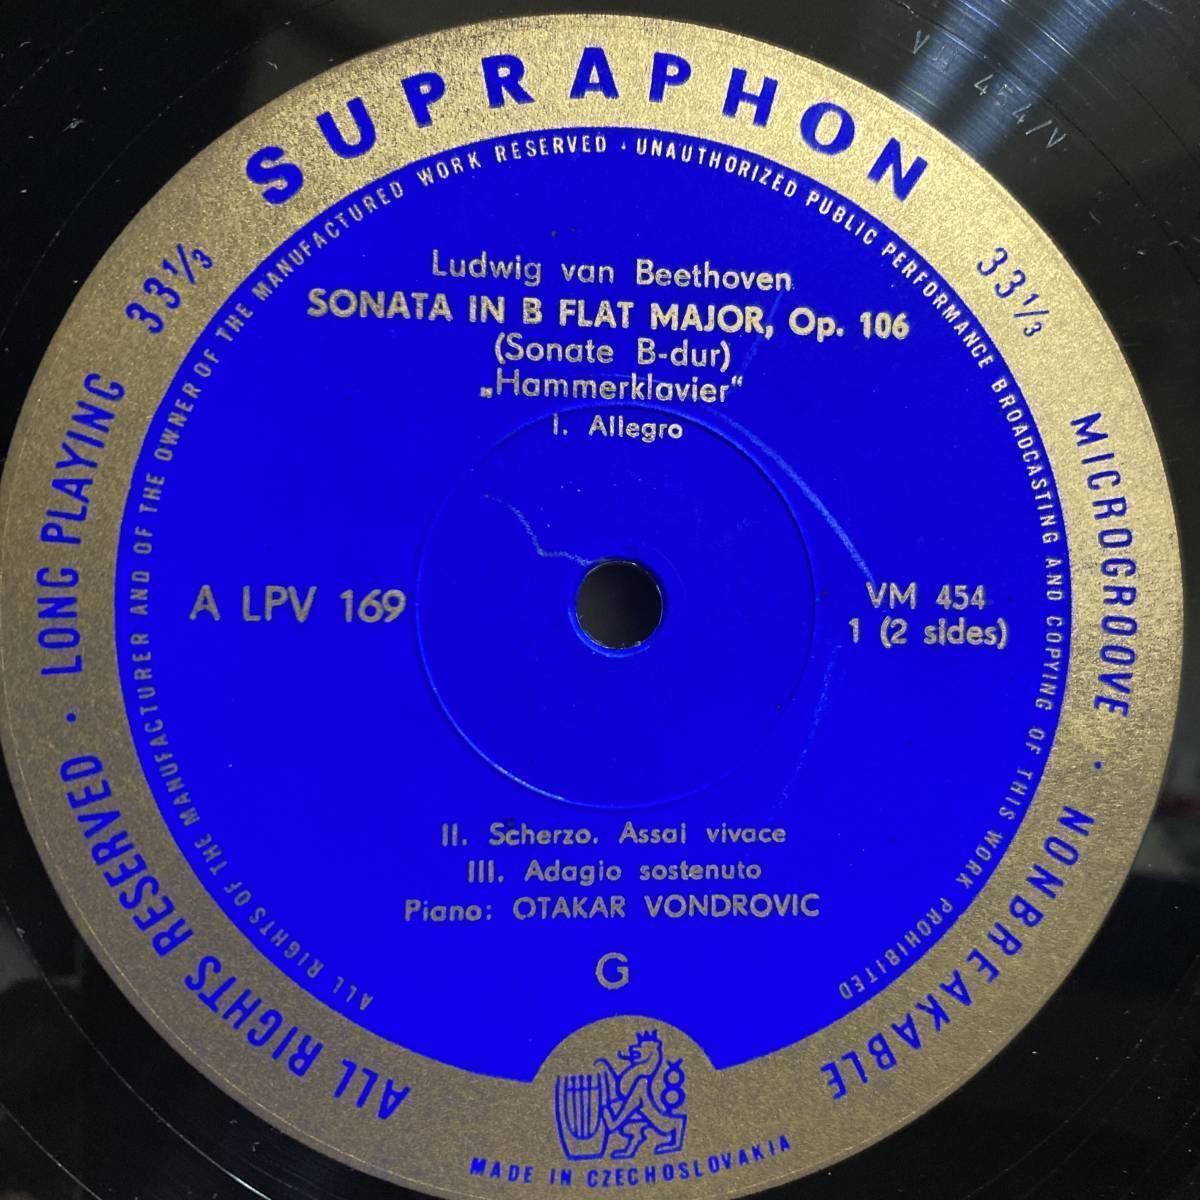 SUPRAPHON
33⅓
33⅓
LONG PLAYING
MICROGROOVE · NONBREAKABLE
ALL RIGHTS RESERVED ·
ALL RIGHTS OF THE MANUFACTURER AND OF THE OWNER OF THE MANUFACTURED WORK RESERVED · UNAUTHORIZED PUBLIC PERFORMANCE BROADCASTING AND COPYING OF THIS WORK PROHIBITED
Ludwig van Beethoven
SONATA IN B FLAT MAJOR, Op. 106
(Sonate B-dur)
„Hammerklavier“
I. Allegro
A LPV 169
VM 454
1 (2 sides)
II. Scherzo. Assai vivace
III. Adagio sostenuto
Piano: OTAKAR VONDROVIC
G
MADE IN CZECHOSLOVAKIA